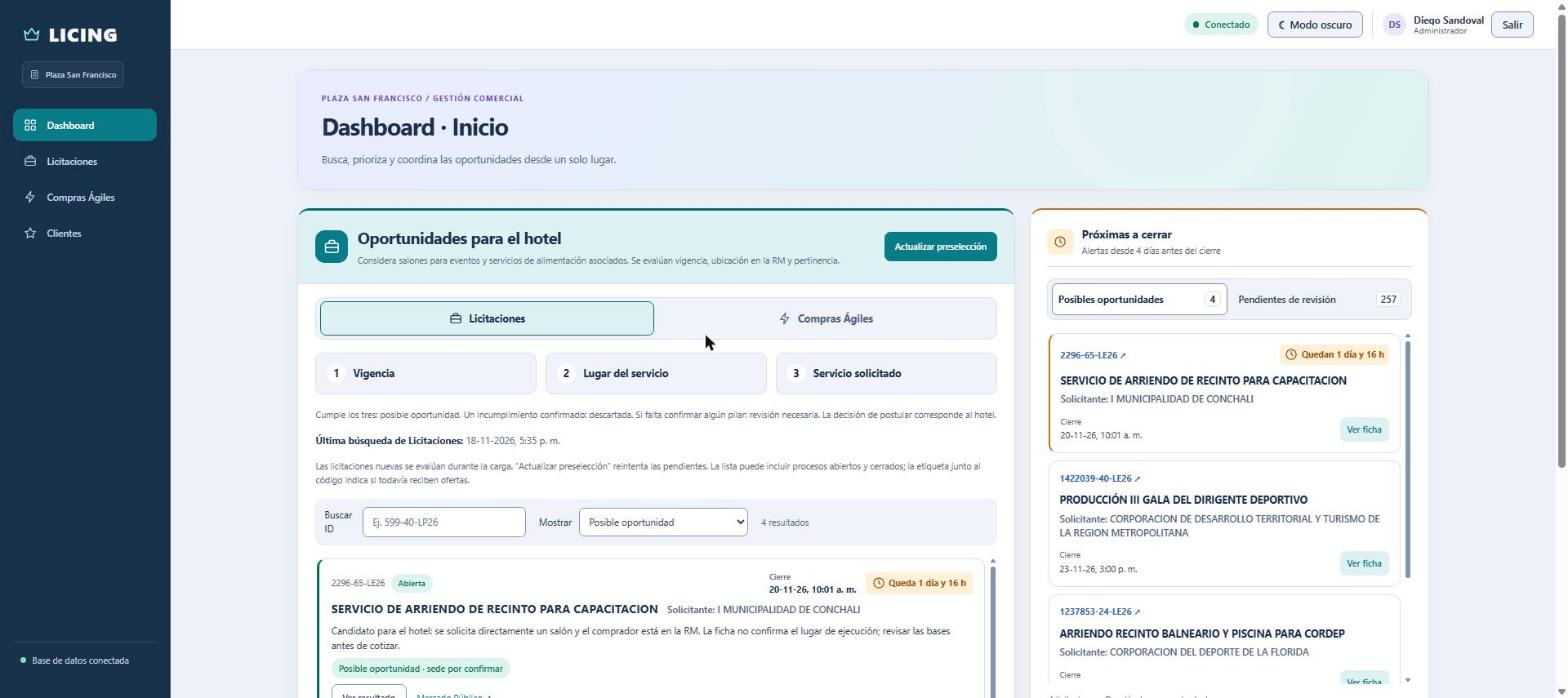 LICING
Plaza San Francisco
Dashboard
Licitaciones
Compras Ágiles
Clientes
Base de datos conectada
Conectado
Modo oscuro
DS
Diego Sandoval
Administrador
Salir
PLAZA SAN FRANCISCO / GESTIÓN COMERCIAL
Dashboard · Inicio
Busca, prioriza y coordina las oportunidades desde un solo lugar.
Oportunidades para el hotel
Considera salones para eventos y servicios de alimentación asociados. Se evalúan vigencia, ubicación en la RM y pertinencia.
Actualizar preselección
Licitaciones
Compras Ágiles
1 Vigencia
2 Lugar del servicio
3 Servicio solicitado
Cumple los tres: posible oportunidad. Un incumplimiento confirmado: descartada. Si falta confirmar algún pilar: revisión necesaria. La decisión de postular corresponde al hotel.
Última búsqueda de Licitaciones: 18-11-2026, 5:35 p. m.
Las licitaciones nuevas se evalúan durante la carga. "Actualizar preselección" reintenta las pendientes. La lista puede incluir procesos abiertos y cerrados; la etiqueta junto al
código indica si todavía reciben ofertas.
Buscar
ID
Ej. 599-40-LP26
Mostrar
Posible oportunidad
4 resultados
2296-65-LE26
Abierta
Cierre
20-11-26, 10:01 a. m.
Queda 1 día y 16 h
SERVICIO DE ARRIENDO DE RECINTO PARA CAPACITACION Solicitante: I MUNICIPALIDAD DE CONCHALI
Candidato para el hotel: se solicita directamente un salón y el comprador está en la RM. La ficha no confirma el lugar de ejecución; revisar las bases
antes de cotizar.
Posible oportunidad · sede por confirmar
Ver resultado
Mercado Público ↗
Próximas a cerrar
Alertas desde 4 días antes del cierre
Posibles oportunidades 4
Pendientes de revisión 257
2296-65-LE26 ↗
Quedan 1 día y 16 h
SERVICIO DE ARRIENDO DE RECINTO PARA CAPACITACION
Solicitante: I MUNICIPALIDAD DE CONCHALI
Cierre
20-11-26, 10:01 a. m.
Ver ficha
1422039-40-LE26 ↗
PRODUCCIÓN III GALA DEL DIRIGENTE DEPORTIVO
Solicitante: CORPORACION DE DESARROLLO TERRITORIAL Y TURISMO DE
LA REGION METROPOLITANA
Cierre
23-11-26, 3:00 p. m.
Ver ficha
1237853-24-LE26 ↗
ARRIENDO RECINTO BALNEARIO Y PISCINA PARA CORDEP
Solicitante: CORPORACION DEL DEPORTE DE LA FLORIDA
Cierre
Ver ficha